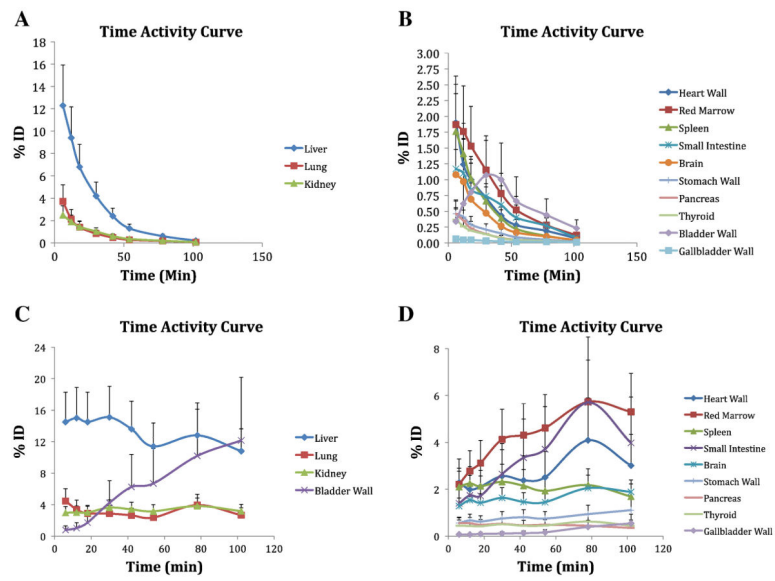 A
Time Activity Curve
18
16
14
12
10
8
6
4
2
0
% ID
0 50 100 150
Time (Min)
Liver
Lung
Kidney
B
Time Activity Curve
3.00
2.75
2.50
2.25
2.00
1.75
1.50
1.25
1.00
0.75
0.50
0.25
0.00
% ID
0 50 100 150
Time (Min)
Heart Wall
Red Marrow
Spleen
Small Intestine
Brain
Stomach Wall
Pancreas
Thyroid
Bladder Wall
Gallbladder Wall
C
Time Activity Curve
24
20
16
12
8
4
0
% ID
0 20 40 60 80 100 120
Time (min)
Liver
Lung
Kidney
Bladder Wall
D
Time Activity Curve
8
6
4
2
0
% ID
0 20 40 60 80 100 120
Time (min)
Heart Wall
Red Marrow
Spleen
Small Intestine
Brain
Stomach Wall
Pancreas
Thyroid
Gallbladder Wall